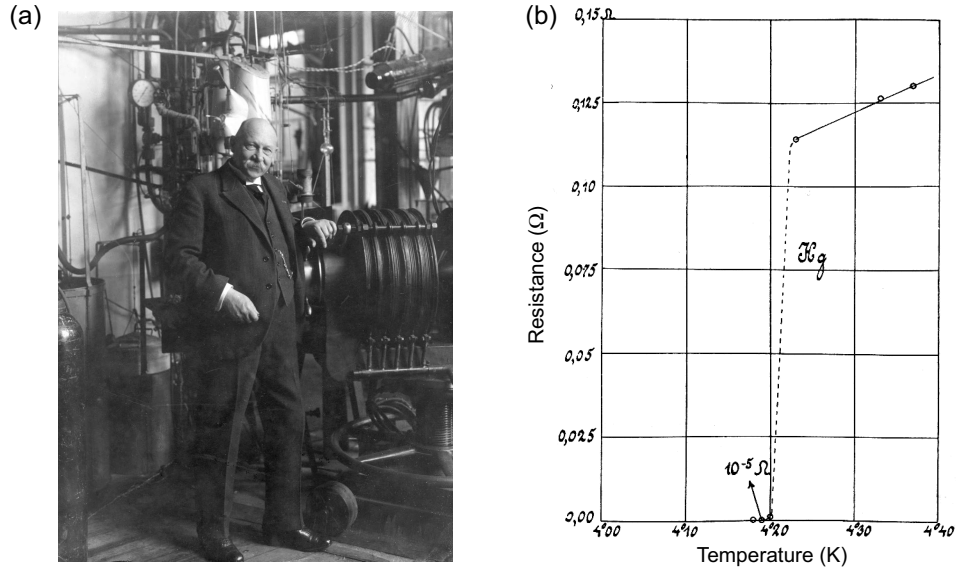 (a)
(b)
0,15 Ω
0,125
0,10
0,075
0,05
0,025
0,00
Resistance (Ω)
Hg
10-5 Ω
4°00
4°10
4°20
4°30
4°40
Temperature (K)